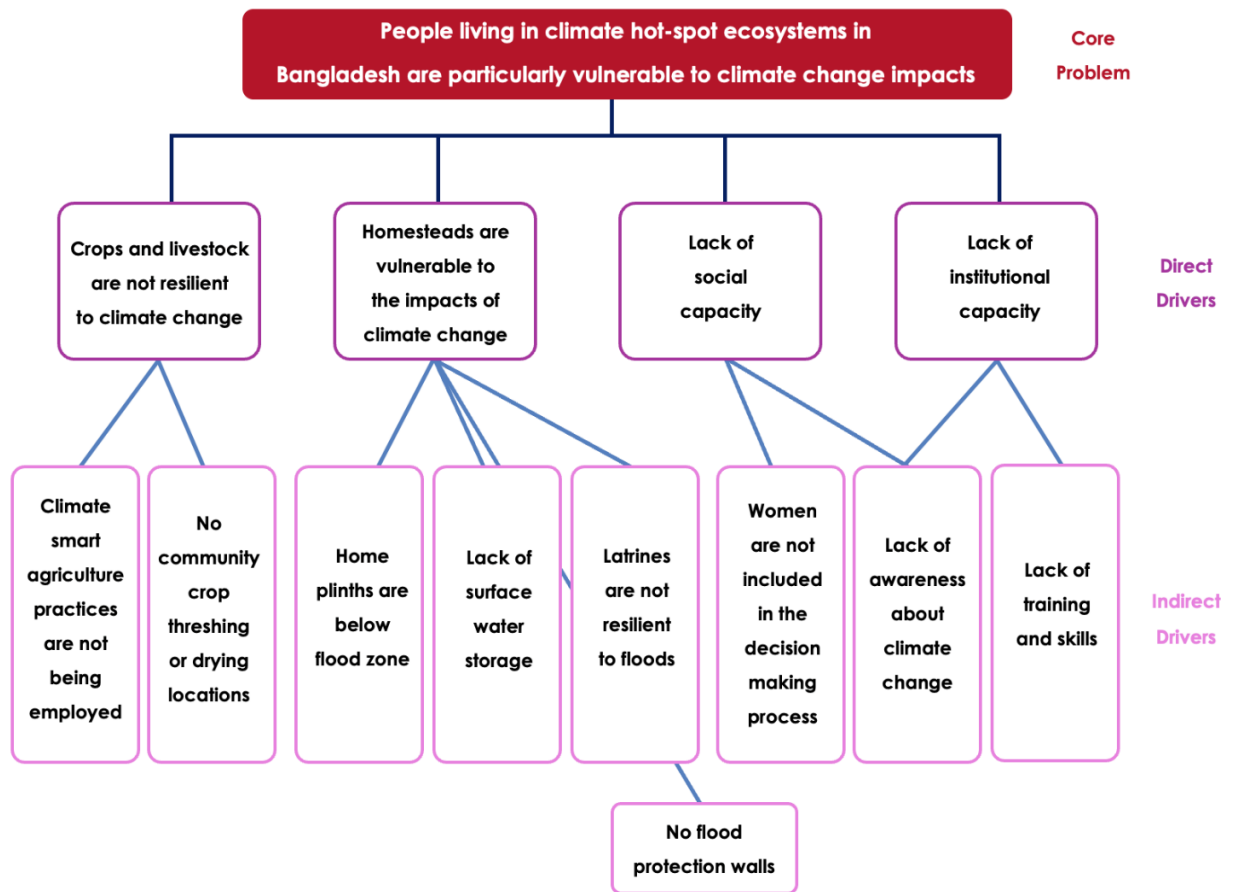 People living in climate hot-spot ecosystems in
Bangladesh are particularly vulnerable to climate change impacts
Core
Problem
Crops and livestock
are not resilient
to climate change
Homesteads are
vulnerable to
the impacts of
climate change
Lack of
social
capacity
Lack of
institutional
capacity
Direct
Drivers
Climate
smart
agriculture
practices
are not
being
employed
No
community
crop
threshing
or drying
locations
Home
plinths are
below
flood zone
Lack of
surface
water
storage
Latrines
are not
resilient
to floods
Women
are not
included
in the
decision
making
process
Lack of
awareness
about
climate
change
Lack of
training
and skills
Indirect
Drivers
No flood
protection walls